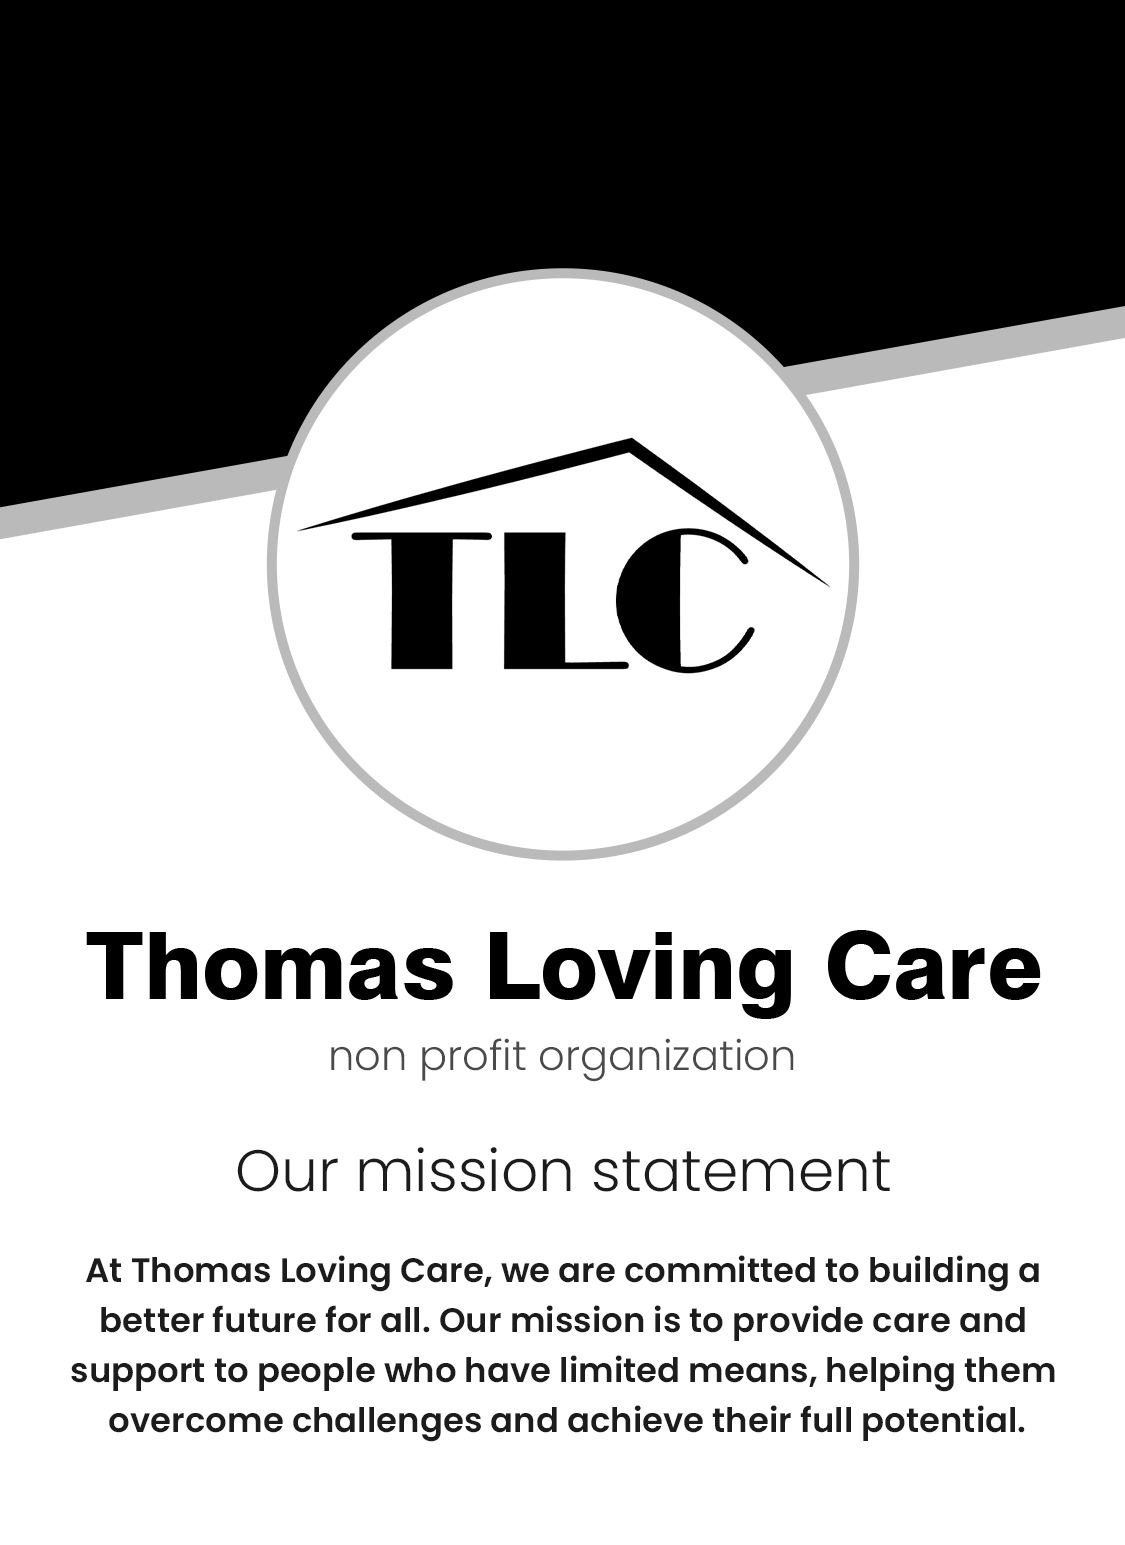 TLC
Thomas Loving Care
non profit organization
Our mission statement
At Thomas Loving Care, we are committed to building a
better future for all. Our mission is to provide care and
support to people who have limited means, helping them
overcome challenges and achieve their full potential.